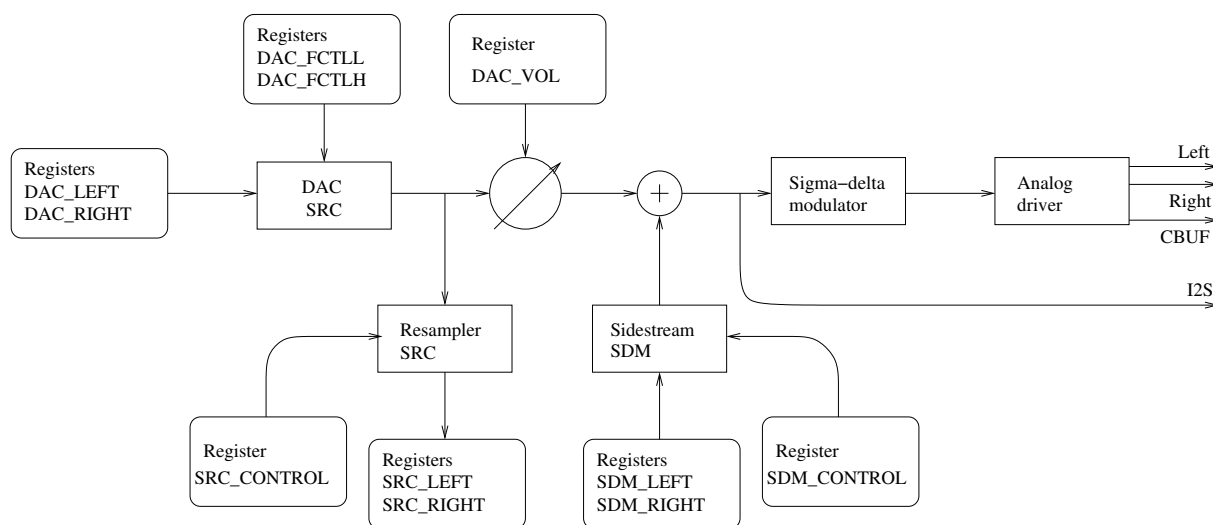 Registers
DAC_FCTLL
DAC_FCTLH
Register
DAC_VOL
Registers
DAC_LEFT
DAC_RIGHT
DAC
SRC
+
Sigma−delta
modulator
Analog
driver
Left
Right
CBUF
I2S
Resampler
SRC
Sidestream
SDM
Register
SRC_CONTROL
Registers
SRC_LEFT
SRC_RIGHT
Registers
SDM_LEFT
SDM_RIGHT
Register
SDM_CONTROL